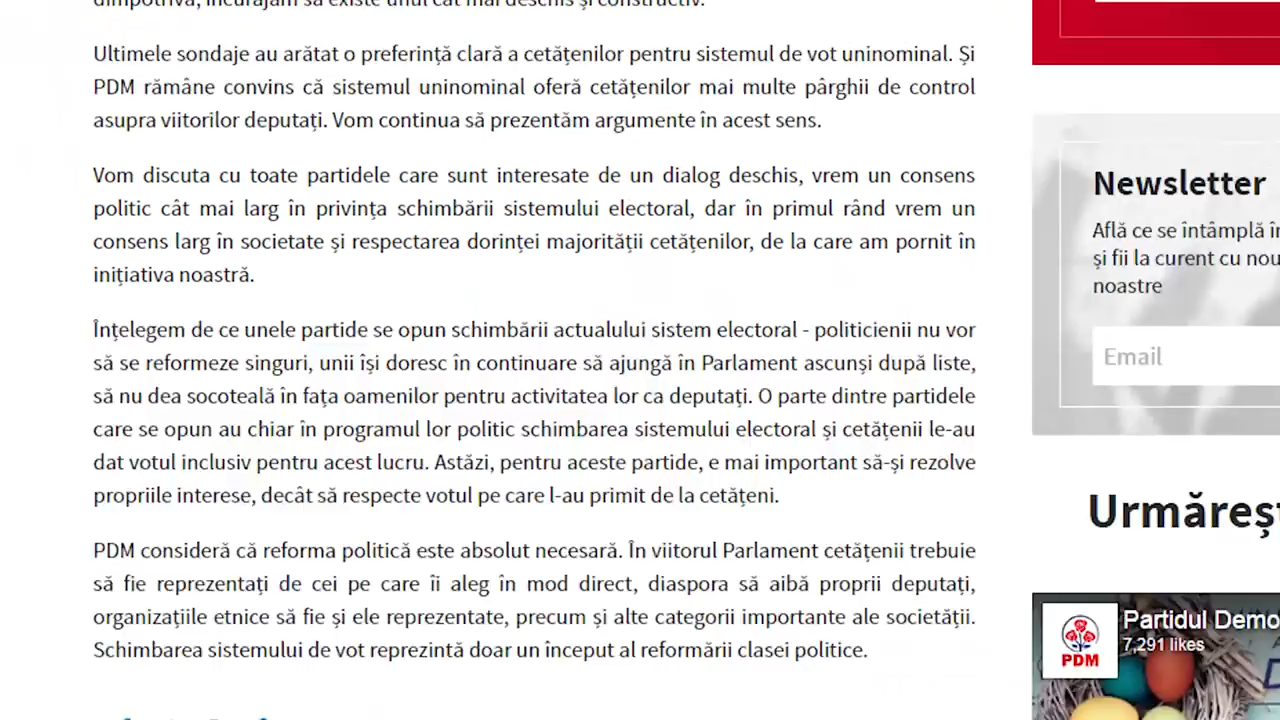 dimpotrivă, încurajăm să existe unul cât mai deschis și constructiv.
Ultimele sondaje au arătat o preferință clară a cetățenilor pentru sistemul de vot uninominal. Și
PDM rămâne convins că sistemul uninominal oferă cetățenilor mai multe pârghii de control
asupra viitorilor deputați. Vom continua să prezentăm argumente în acest sens.
Vom discuta cu toate partidele care sunt interesate de un dialog deschis, vrem un consens
politic cât mai larg în privința schimbării sistemului electoral, dar în primul rând vrem un
consens larg în societate și respectarea dorinței majorității cetățenilor, de la care am pornit în
inițiativa noastră.
Înțelegem de ce unele partide se opun schimbării actualului sistem electoral - politicienii nu vor
să se reformeze singuri, unii își doresc în continuare să ajungă în Parlament ascunși după liste,
să nu dea socoteală în fața oamenilor pentru activitatea lor ca deputați. O parte dintre partidele
care se opun au chiar în programul lor politic schimbarea sistemului electoral și cetățenii le-au
dat votul inclusiv pentru acest lucru. Astăzi, pentru aceste partide, e mai important să-și rezolve
propriile interese, decât să respecte votul pe care l-au primit de la cetățeni.
PDM consideră că reforma politică este absolut necesară. În viitorul Parlament cetățenii trebuie
să fie reprezentați de cei pe care îi aleg în mod direct, diaspora să aibă proprii deputați,
organizațiile etnice să fie și ele reprezentate, precum și alte categorii importante ale societății.
Schimbarea sistemului de vot reprezintă doar un început al reformării clasei politice.
Newsletter
Află ce se întâmplă în
și fii la curent cu nou
noastre
Email
Urmăreșt
Partidul Demo
7,291 likes
PDM